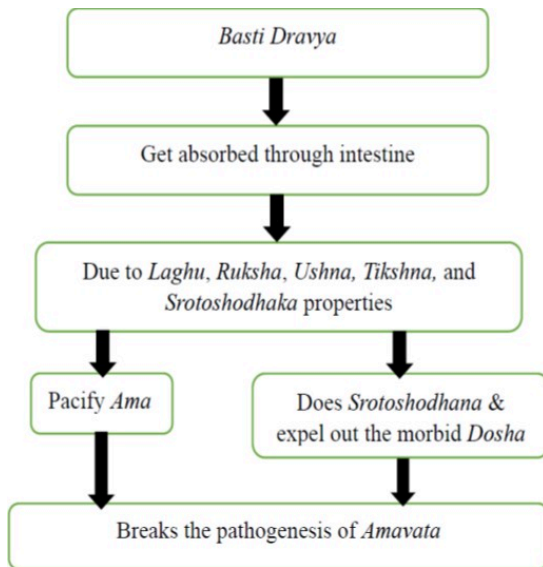 Basti Dravya
Get absorbed through intestine
Due to Laghu, Ruksha, Ushna, Tikshna, and
Srotoshodhaka properties
Pacify Ama
Does Srotoshodhana &
expel out the morbid Dosha
Breaks the pathogenesis of Amavata